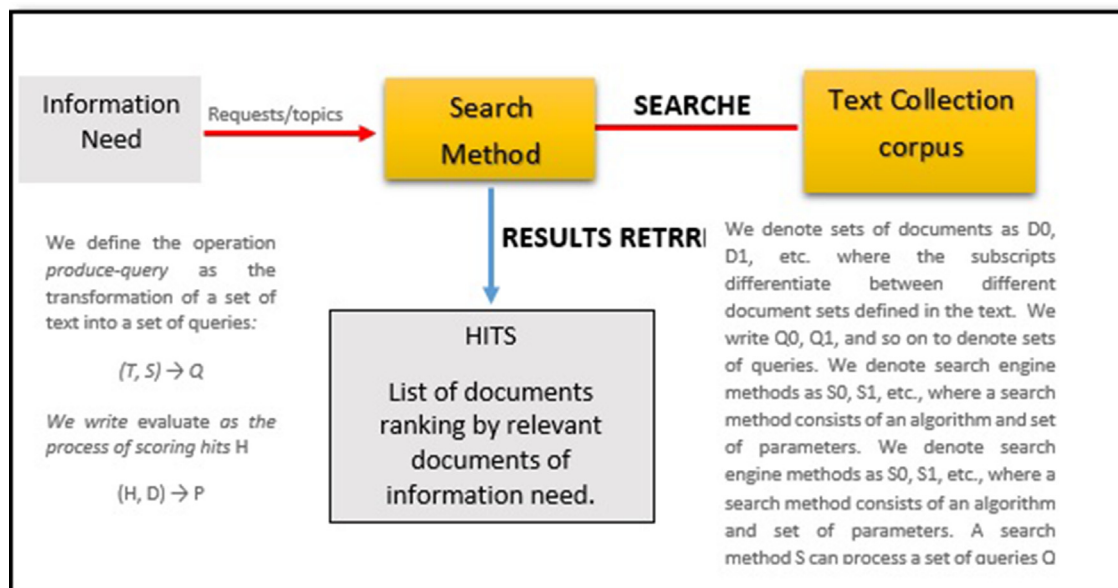 Information
Need
Requests/topics
Search
Method
SEARCHE
Text Collection
corpus
RESULTS RETRRI
We define the operation
produce-query as the
transformation of a set of
text into a set of queries:
(T, S) → Q
We write evaluate as the
process of scoring hits H
(H, D) → P
HITS
List of documents
ranking by relevant
documents of
information need.
We denote sets of documents as D0,
D1, etc. where the subscripts
differentiate between different
document sets defined in the text. We
write Q0, Q1, and so on to denote sets
of queries. We denote search engine
methods as S0, S1, etc., where a search
method consists of an algorithm and set
of parameters. We denote search
engine methods as S0, S1, etc., where a
search method consists of an algorithm
and set of parameters. A search
method S can process a set of queries Q